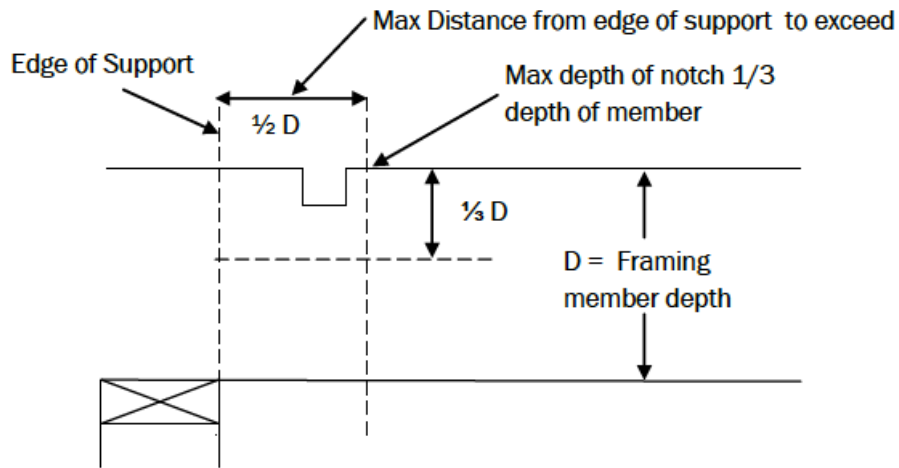 Max Distance from edge of support to exceed
Edge of Support
Max depth of notch 1/3
depth of member
½ D
⅓ D
D = Framing
member depth